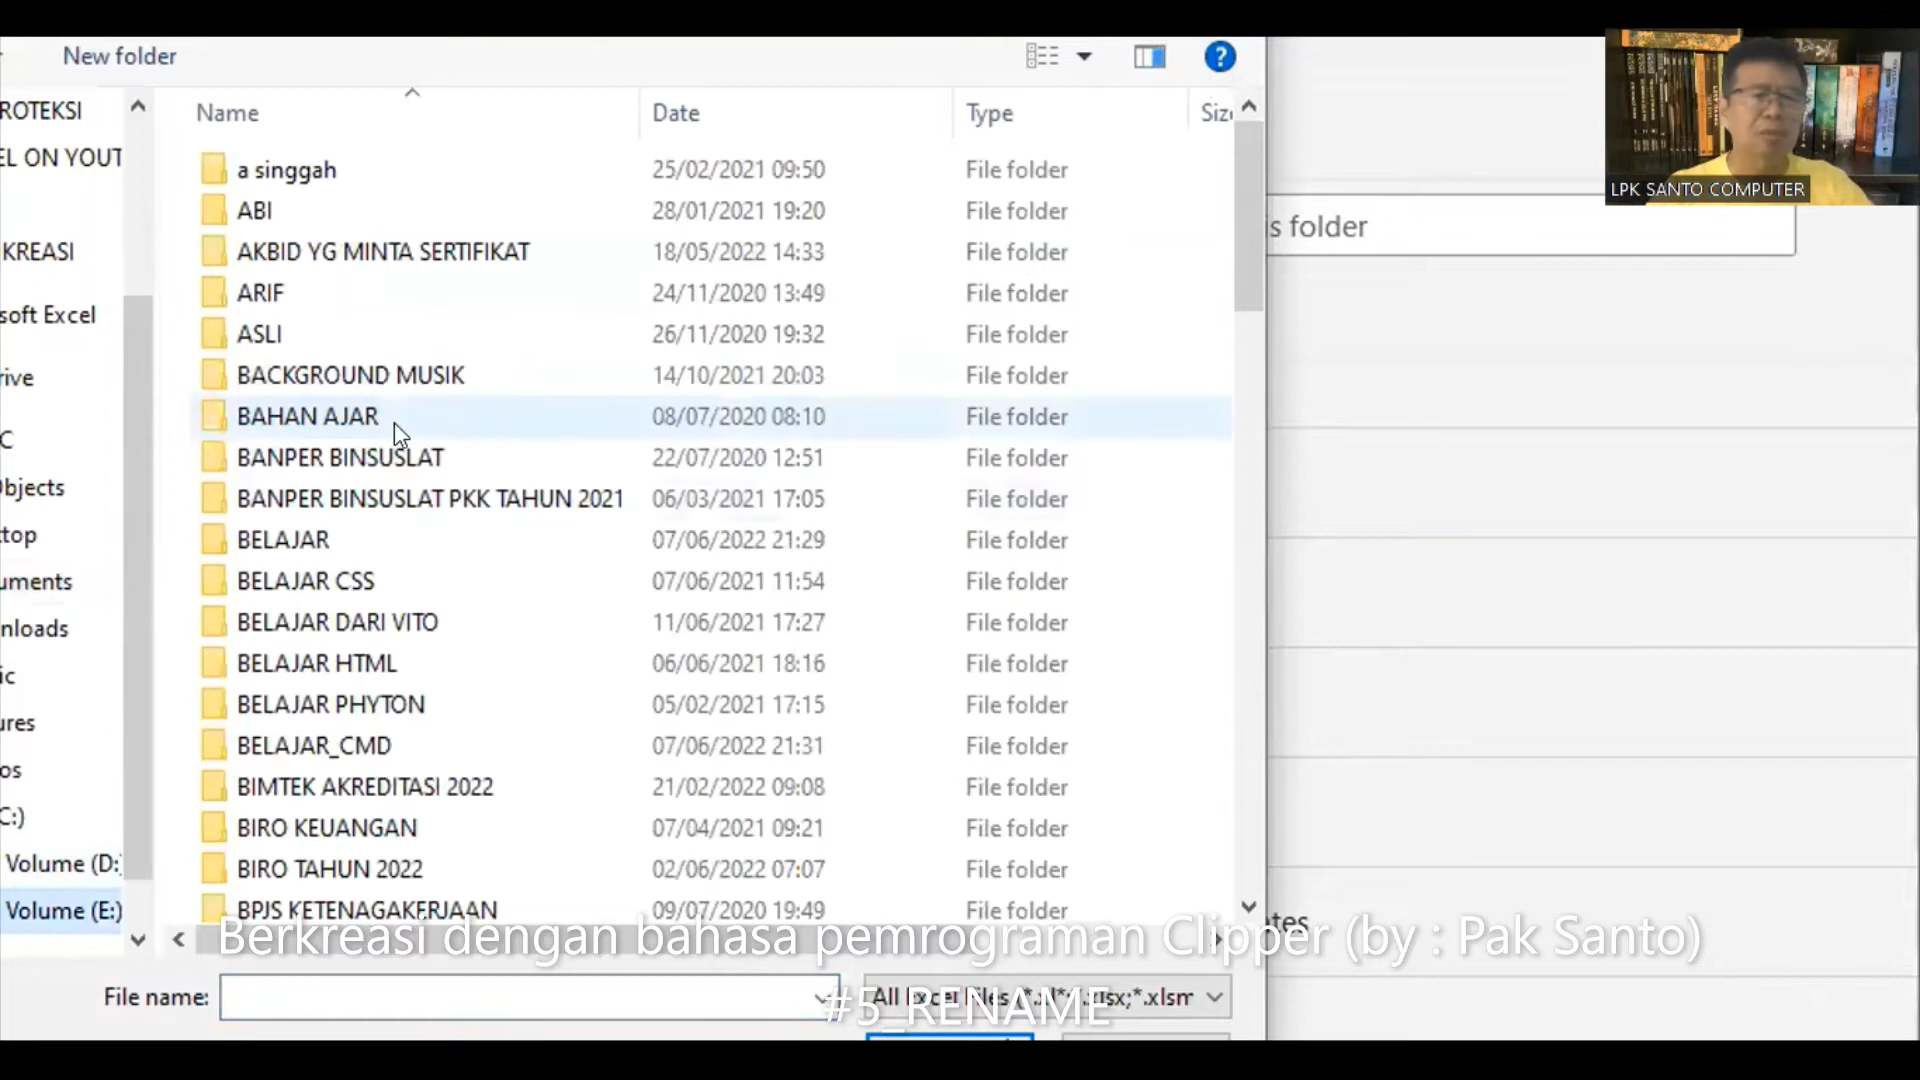 New folder
?
LPK SANTO COMPUTER
is folder
ROTEKSI
EL ON YOUT
KREASI
soft Excel
rive
C
Objects
ktop
uments
nloads
ic
ures
os
C:)
Volume (D:)
Volume (E:)
Name Date Type Siz
a singgah 25/02/2021 09:50 File folder
ABI 28/01/2021 19:20 File folder
AKBID YG MINTA SERTIFIKAT 18/05/2022 14:33 File folder
ARIF 24/11/2020 13:49 File folder
ASLI 26/11/2020 19:32 File folder
BACKGROUND MUSIK 14/10/2021 20:03 File folder
BAHAN AJAR 08/07/2020 08:10 File folder
BANPER BINSUSLAT 22/07/2020 12:51 File folder
BANPER BINSUSLAT PKK TAHUN 2021 06/03/2021 17:05 File folder
BELAJAR 07/06/2022 21:29 File folder
BELAJAR CSS 07/06/2021 11:54 File folder
BELAJAR DARI VITO 11/06/2021 17:27 File folder
BELAJAR HTML 06/06/2021 18:16 File folder
BELAJAR PHYTON 05/02/2021 17:15 File folder
BELAJAR_CMD 07/06/2022 21:31 File folder
BIMTEK AKREDITASI 2022 21/02/2022 09:08 File folder
BIRO KEUANGAN 07/04/2021 09:21 File folder
BIRO TAHUN 2022 02/06/2022 07:07 File folder
BPJS KETENAGAKERJAAN 09/07/2020 19:49 File folder
Berkreasi dengan bahasa pemrograman Clipper (by : Pak Santo)
#5_RENAME
File name: All Excel Files (*.xl*;*.xlsx;*.xlsm